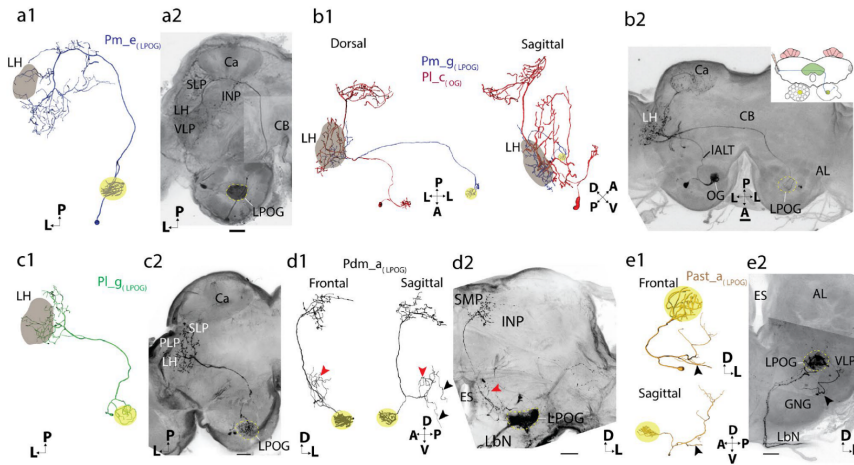 a1
Pm_e(LPOG)
LH
P
L
a2
Ca
SLP
INP
LH
VLP
CB
LPOG
P
L
b1
Dorsal
Sagittal
Pm_g(LPOG)
Pl_c(OG)
LH
LH
P
L L
A
D A
P V
b2
Ca
LH
CB
lALT
AL
OG
P
L L
A
LPOG
c1
Pl_g(LPOG)
LH
P
L
c2
Ca
SLP
PLP
LH
P
L
LPOG
d1
Pdm_a(LPOG)
Frontal
Sagittal
D
L
D
A P
V
d2
SMP
INP
ES
LPOG
LbN
D
L
e1
Past_a(LPOG)
Frontal
D
L
Sagittal
D
A P
V
e2
ES
AL
LPOG
VLP
GNG
LbN
D